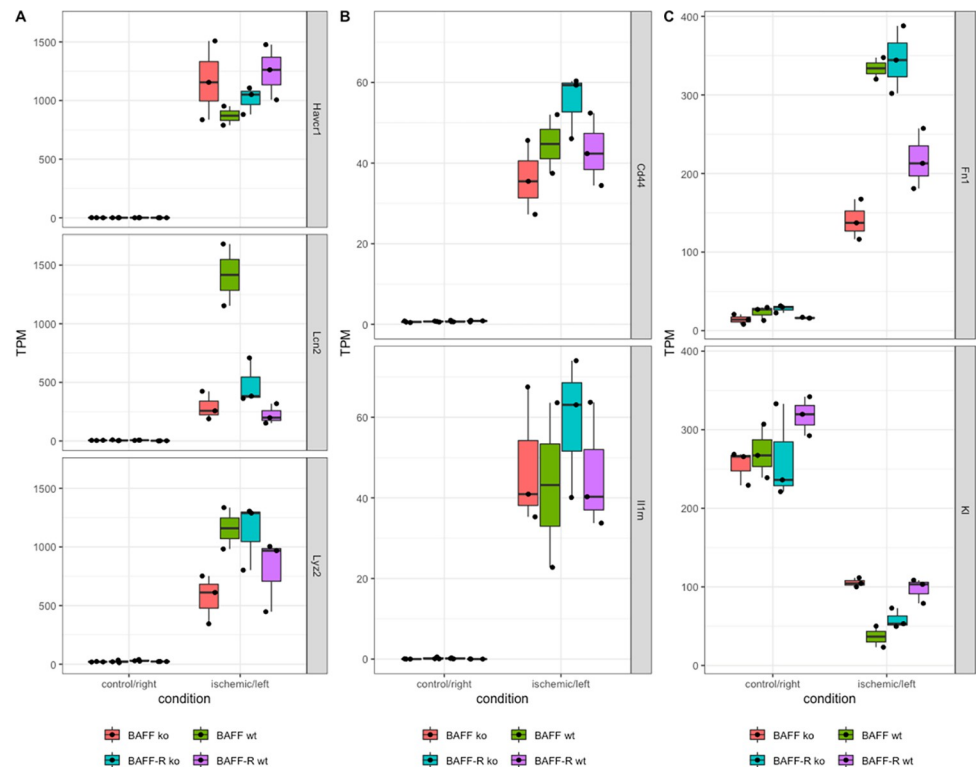 A
1500
1000
500
0
Havcr1
1500
1000
500
0
Lcn2
1500
1000
500
0
Lyz2
TPM
control/right ischemic/left
condition
BAFF ko BAFF wt
BAFF-R ko BAFF-R wt
B
60
40
20
0
Cd44
60
40
20
0
Il1rn
TPM
control/right ischemic/left
condition
BAFF ko BAFF wt
BAFF-R ko BAFF-R wt
C
400
300
200
100
0
Fn1
400
300
200
100
0
Kl
TPM
control/right ischemic/left
condition
BAFF ko BAFF wt
BAFF-R ko BAFF-R wt